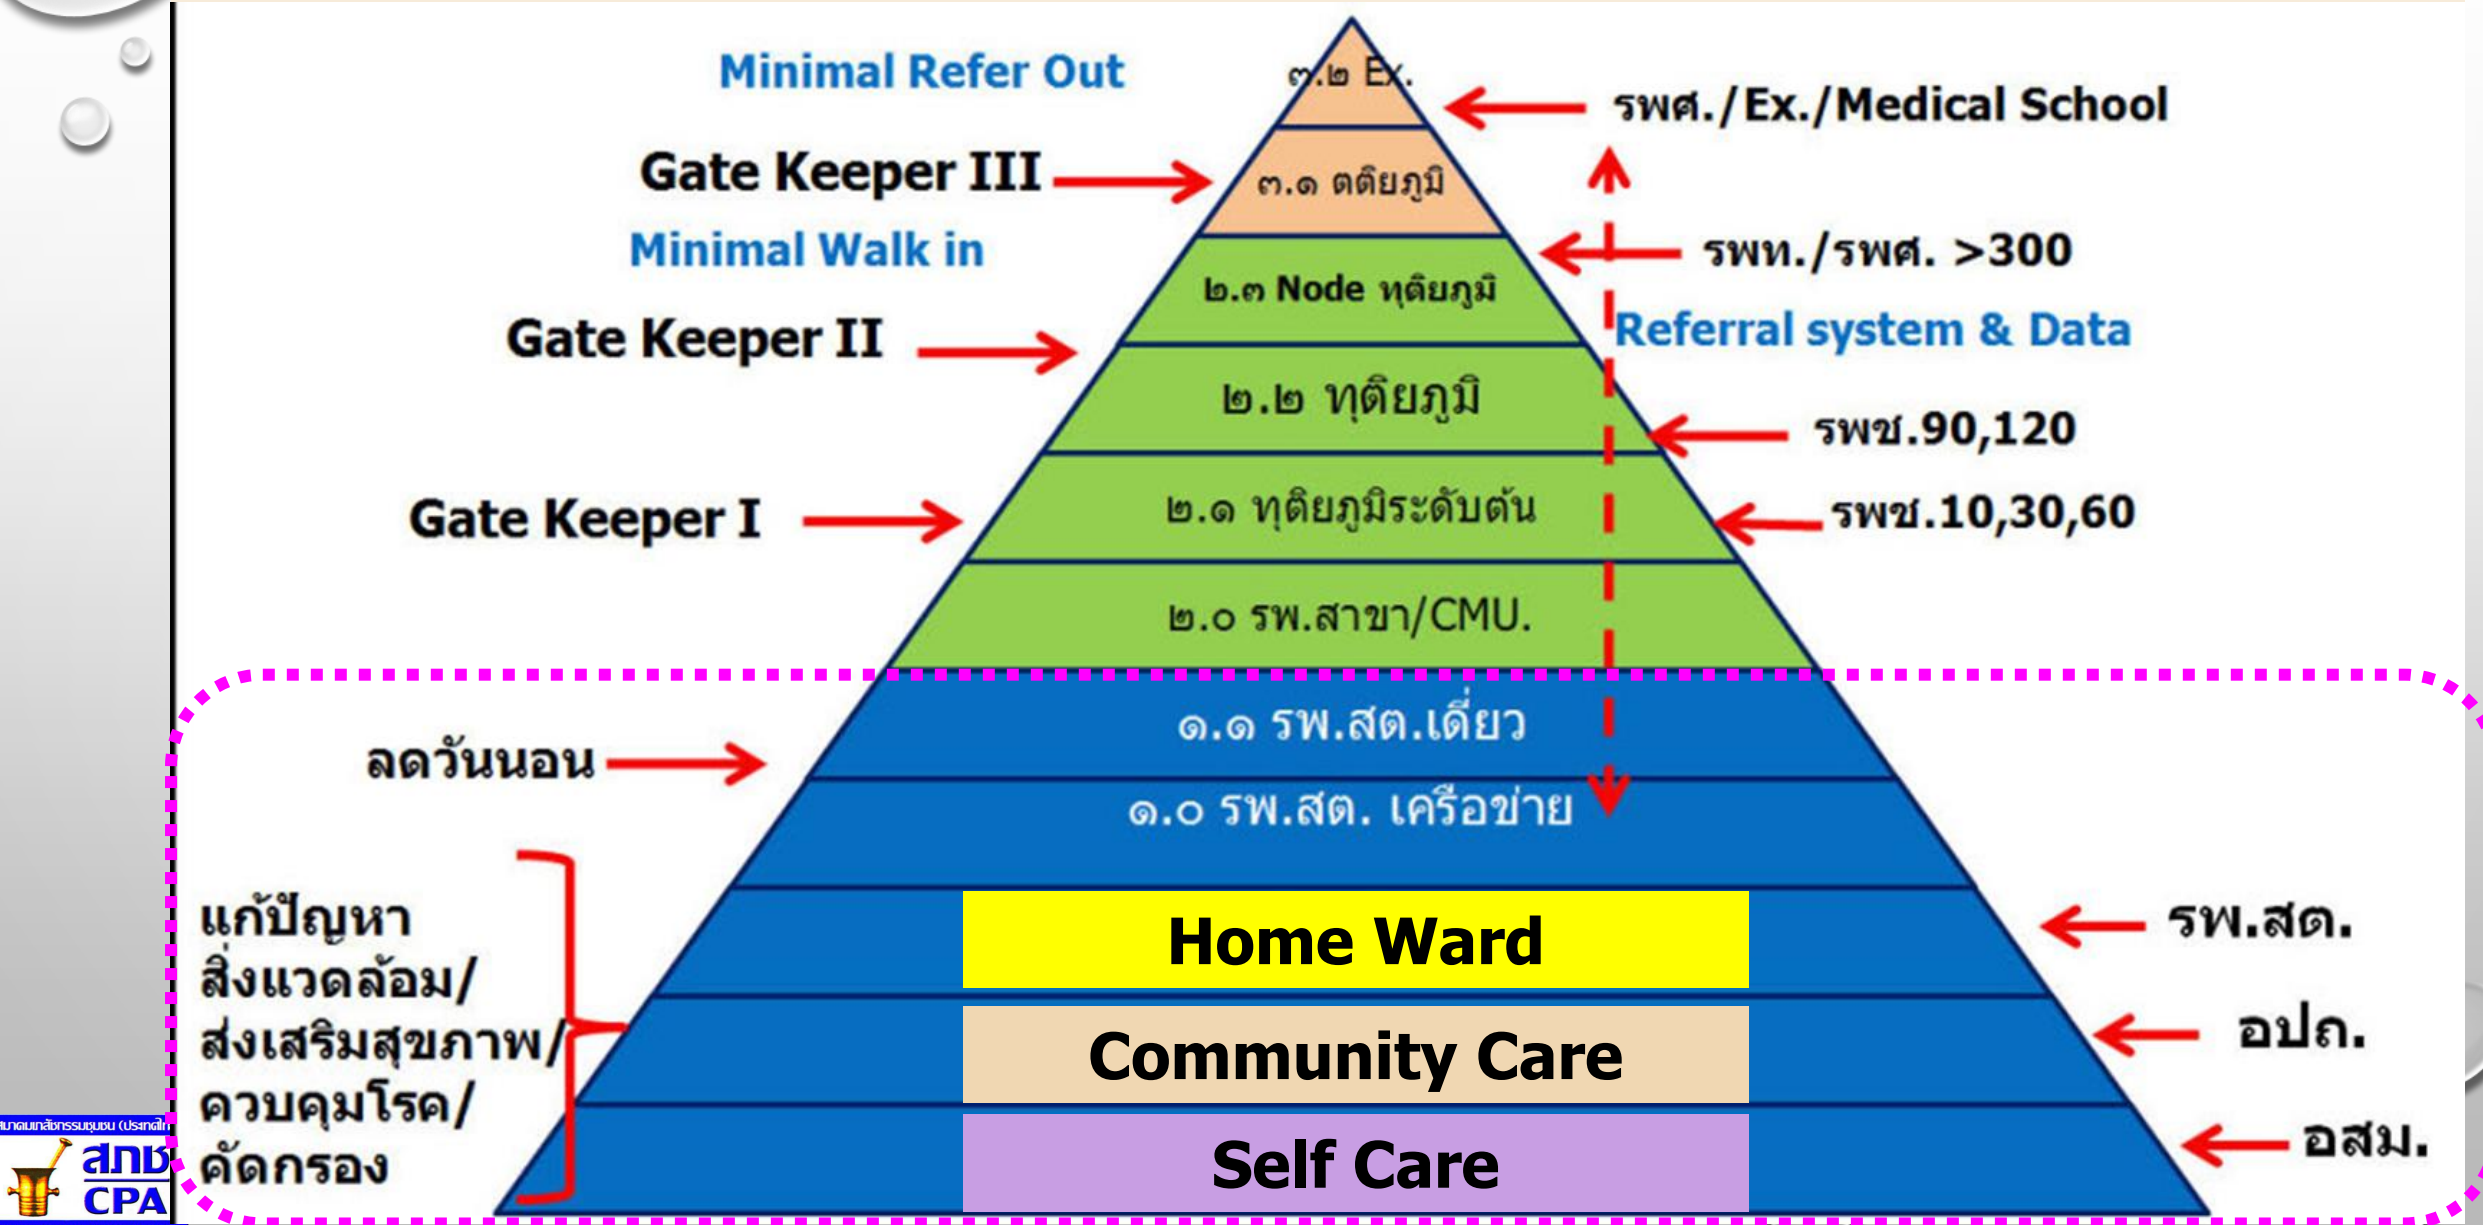 Minimal Refer Out
๓.๒ Ex.
รพศ./Ex./Medical School
Gate Keeper III
๓.๑ ตติยภูมิ
Minimal Walk in
รพท./รพศ. >300
๒.๓ Node ทุติยภูมิ
Gate Keeper II
Referral system & Data
๒.๒ ทุติยภูมิ
รพช.90,120
Gate Keeper I
๒.๑ ทุติยภูมิระดับต้น
รพช.10,30,60
๒.๐ รพ.สาขา/CMU.
๑.๑ รพ.สต.เดี่ยว
ลดวันนอน
๑.๐ รพ.สต. เครือข่าย
แก้ปัญหา
สิ่งแวดล้อม/
ส่งเสริมสุขภาพ/
ควบคุมโรค/
คัดกรอง
Home Ward
รพ.สต.
Community Care
อปถ.
Self Care
อสม.
สภช
CPA